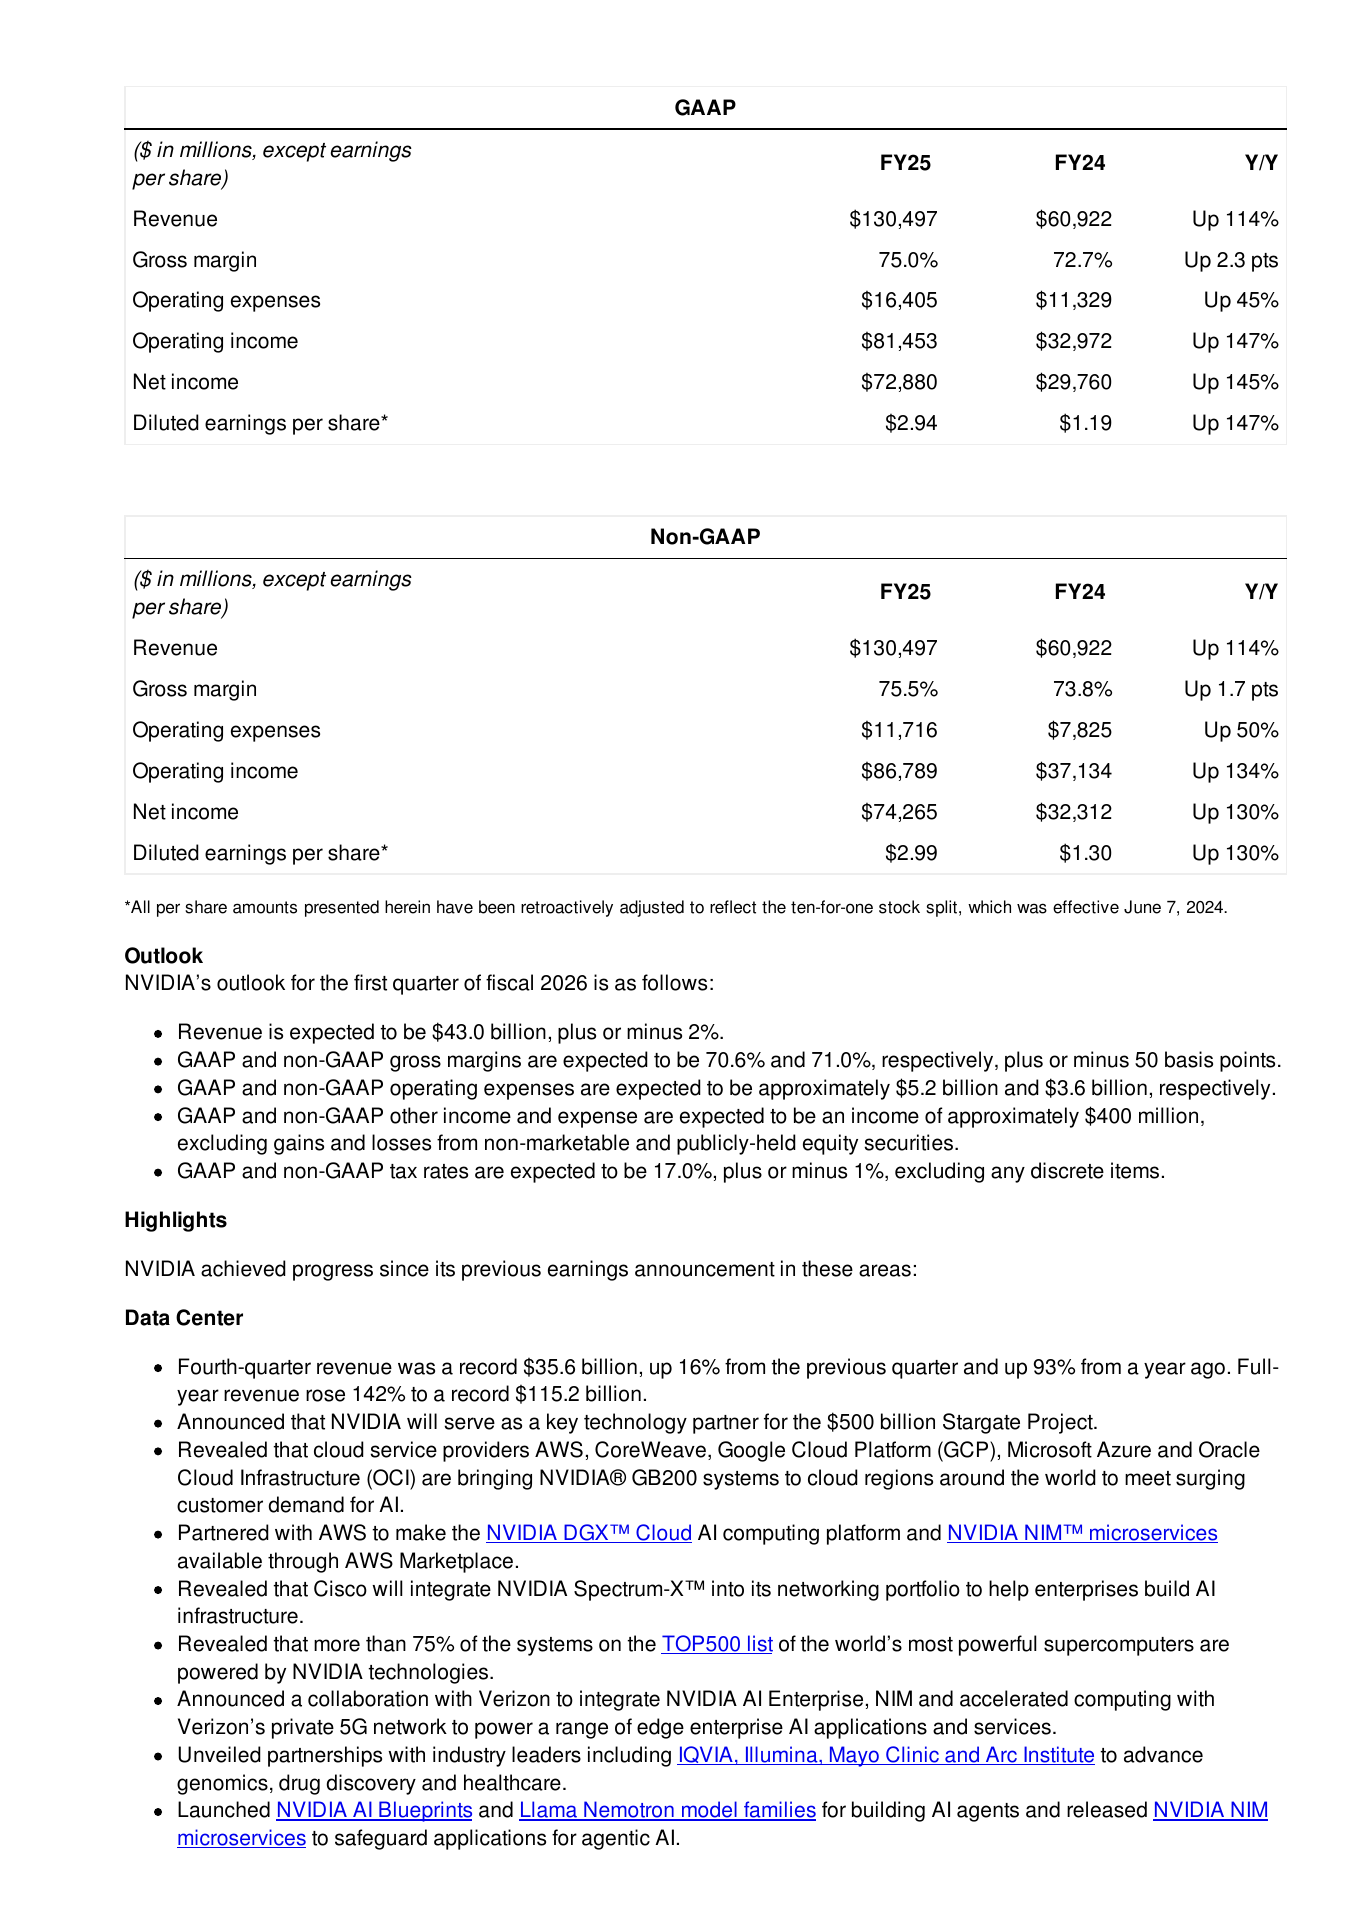 GAAP
($ in millions, except earnings
per share) FY25 FY24 Y/Y
Revenue $130,497 $60,922 Up 114%
Gross margin 75.0% 72.7% Up 2.3 pts
Operating expenses $16,405 $11,329 Up 45%
Operating income $81,453 $32,972 Up 147%
Net income $72,880 $29,760 Up 145%
Diluted earnings per share* $2.94 $1.19 Up 147%
Non-GAAP
($ in millions, except earnings
per share) FY25 FY24 Y/Y
Revenue $130,497 $60,922 Up 114%
Gross margin 75.5% 73.8% Up 1.7 pts
Operating expenses $11,716 $7,825 Up 50%
Operating income $86,789 $37,134 Up 134%
Net income $74,265 $32,312 Up 130%
Diluted earnings per share* $2.99 $1.30 Up 130%
*All per share amounts presented herein have been retroactively adjusted to reflect the ten-for-one stock split, which was effective June 7, 2024.
Outlook
NVIDIA’s outlook for the first quarter of fiscal 2026 is as follows:
• Revenue is expected to be $43.0 billion, plus or minus 2%.
• GAAP and non-GAAP gross margins are expected to be 70.6% and 71.0%, respectively, plus or minus 50 basis points.
• GAAP and non-GAAP operating expenses are expected to be approximately $5.2 billion and $3.6 billion, respectively.
• GAAP and non-GAAP other income and expense are expected to be an income of approximately $400 million,
excluding gains and losses from non-marketable and publicly-held equity securities.
• GAAP and non-GAAP tax rates are expected to be 17.0%, plus or minus 1%, excluding any discrete items.
Highlights
NVIDIA achieved progress since its previous earnings announcement in these areas:
Data Center
• Fourth-quarter revenue was a record $35.6 billion, up 16% from the previous quarter and up 93% from a year ago. Full-
year revenue rose 142% to a record $115.2 billion.
• Announced that NVIDIA will serve as a key technology partner for the $500 billion Stargate Project.
• Revealed that cloud service providers AWS, CoreWeave, Google Cloud Platform (GCP), Microsoft Azure and Oracle
Cloud Infrastructure (OCI) are bringing NVIDIA® GB200 systems to cloud regions around the world to meet surging
customer demand for AI.
• Partnered with AWS to make the NVIDIA DGX™ Cloud AI computing platform and NVIDIA NIM™ microservices
available through AWS Marketplace.
• Revealed that Cisco will integrate NVIDIA Spectrum-X™ into its networking portfolio to help enterprises build AI
infrastructure.
• Revealed that more than 75% of the systems on the TOP500 list of the world’s most powerful supercomputers are
powered by NVIDIA technologies.
• Announced a collaboration with Verizon to integrate NVIDIA AI Enterprise, NIM and accelerated computing with
Verizon’s private 5G network to power a range of edge enterprise AI applications and services.
• Unveiled partnerships with industry leaders including IQVIA, Illumina, Mayo Clinic and Arc Institute to advance
genomics, drug discovery and healthcare.
• Launched NVIDIA AI Blueprints and Llama Nemotron model families for building AI agents and released NVIDIA NIM
microservices to safeguard applications for agentic AI.